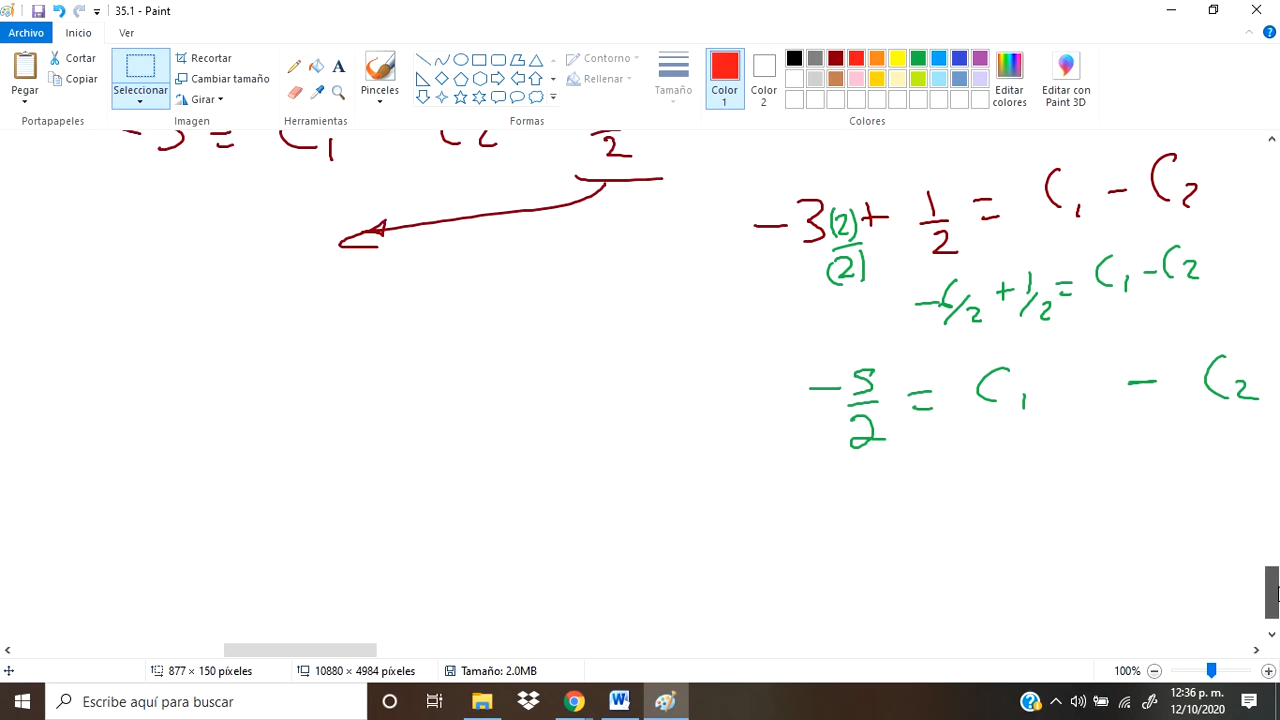 35.1 - Paint
Archivo Inicio Ver
Pegar
Cortar
Copiar
Portapapeles
Seleccionar
Recortar
Cambiar tamaño
Girar
Imagen
A
Herramientas
Pinceles
Contorno
Rellenar
Formas
Tamaño
Color 1
Color 2
Editar colores
Editar con Paint 3D
Colores
2
-3(2)/(2) + 1/2 = C1 - C2
-6/2 + 1/2 = C1 - C2
-5/2 = C1 - C2
877 × 150 píxeles 10880 × 4984 píxeles Tamaño: 2.0MB 100%
Escribe aquí para buscar
12:36 p. m.
12/10/2020